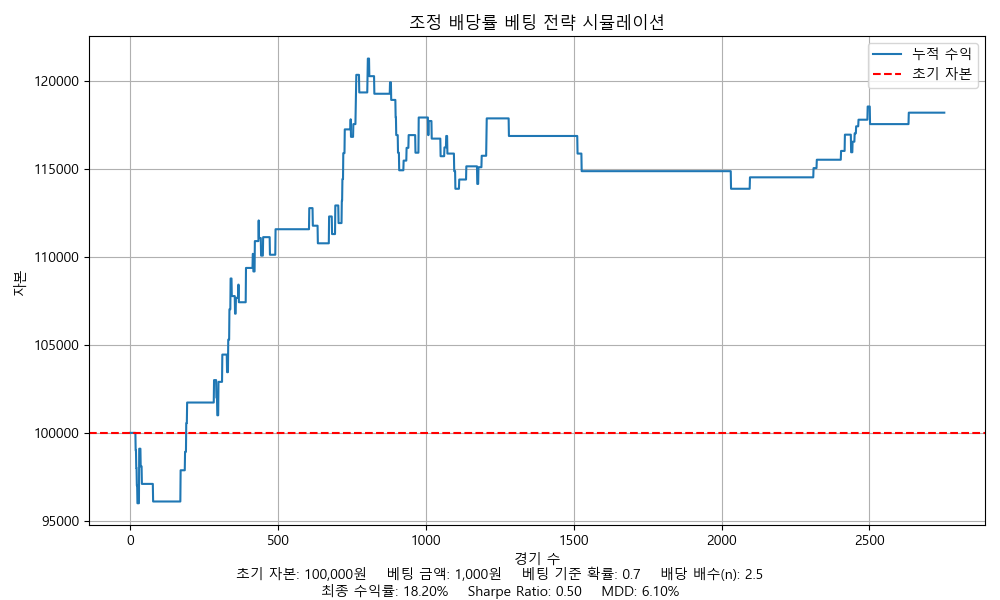 조정 배당률 베팅 전략 시뮬레이션
누적 수익
초기 자본
120000
115000
110000
105000
100000
95000
자본
0 500 1000 1500 2000 2500
경기 수
초기 자본: 100,000원 베팅 금액: 1,000원 베팅 기준 확률: 0.7 배당 배수(n): 2.5
최종 수익률: 18.20% Sharpe Ratio: 0.50 MDD: 6.10%